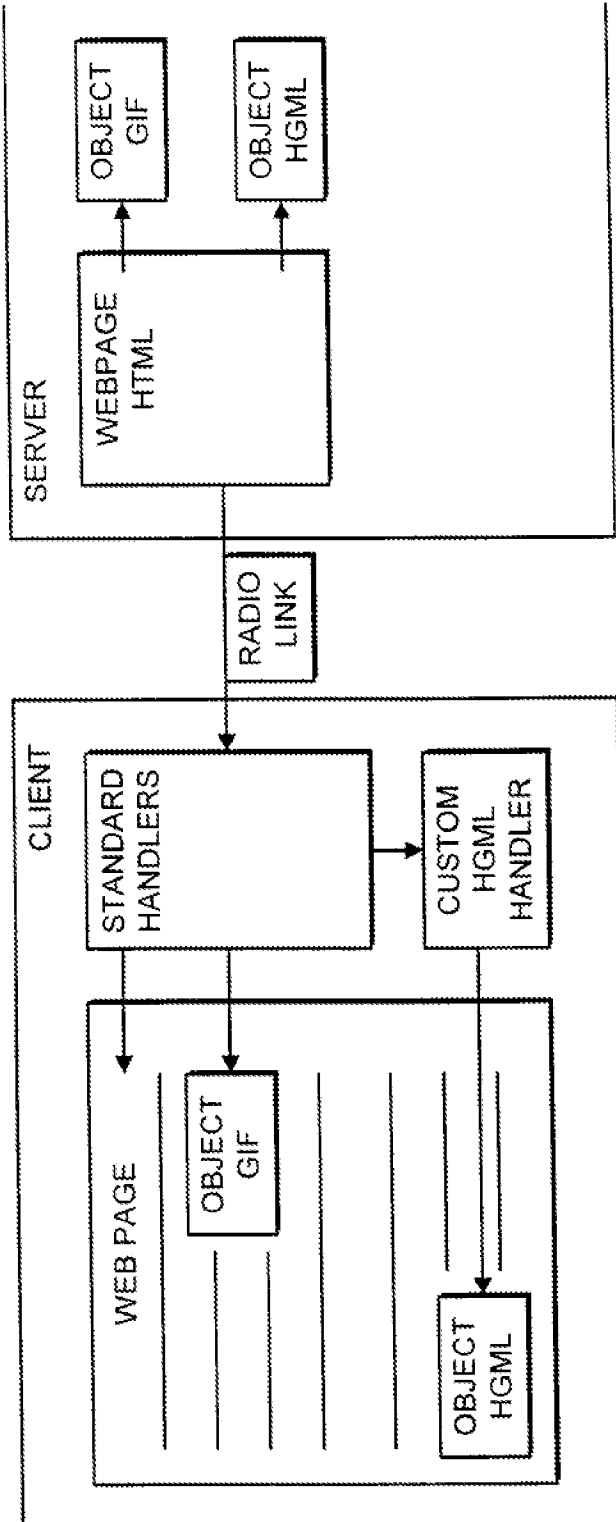 CLIENT
WEB PAGE
OBJECT
GIF
OBJECT
HGML
STANDARD
HANDLERS
CUSTOM
HGML
HANDLER
RADIO
LINK
SERVER
WEBPAGE
HTML
OBJECT
GIF
OBJECT
HGML